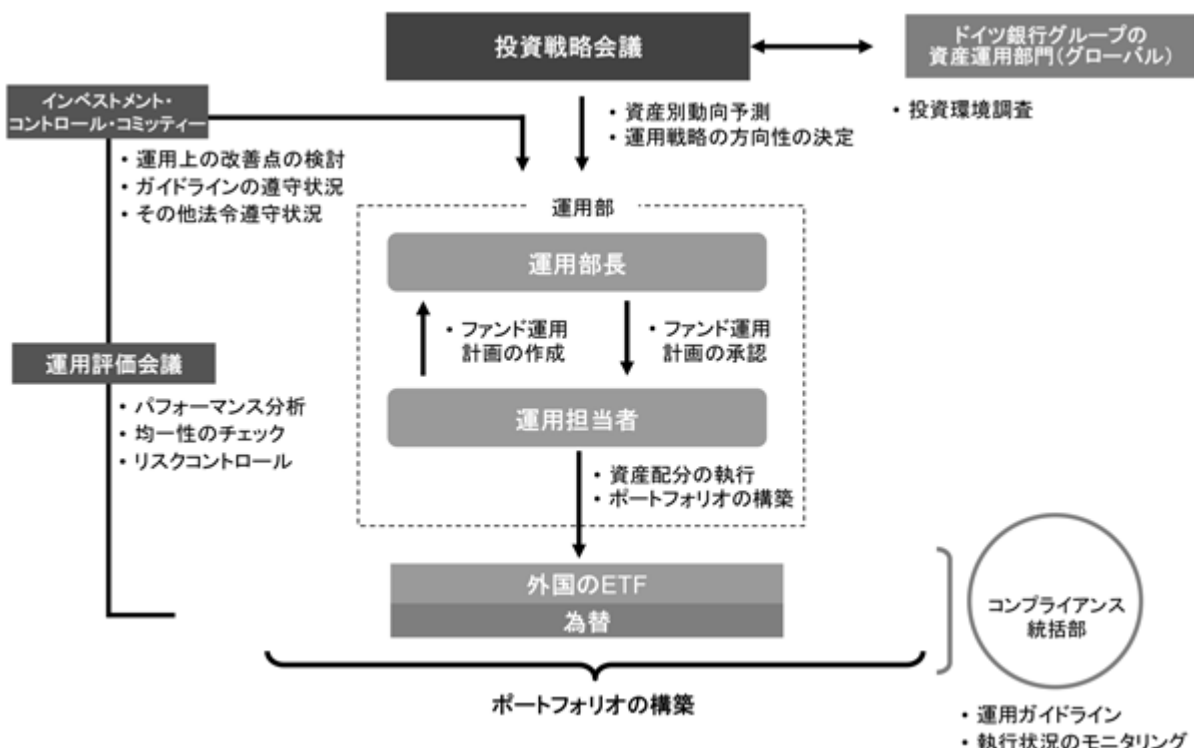 投資戦略会議
ドイツ銀行グループの
資産運用部門(グローバル)
・投資環境調査
インベストメント・
コントロール・コミッティー
・運用上の改善点の検討
・ガイドラインの遵守状況
・その他法令遵守状況
・資産別動向予測
・運用戦略の方向性の決定
運用部
運用部長
・ファンド運用
計画の作成
・ファンド運用
計画の承認
運用評価会議
・パフォーマンス分析
・均一性のチェック
・リスクコントロール
運用担当者
・資産配分の執行
・ポートフォリオの構築
外国のETF
為替
ポートフォリオの構築
コンプライアンス
統括部
・運用ガイドライン
・執行状況のモニタリング